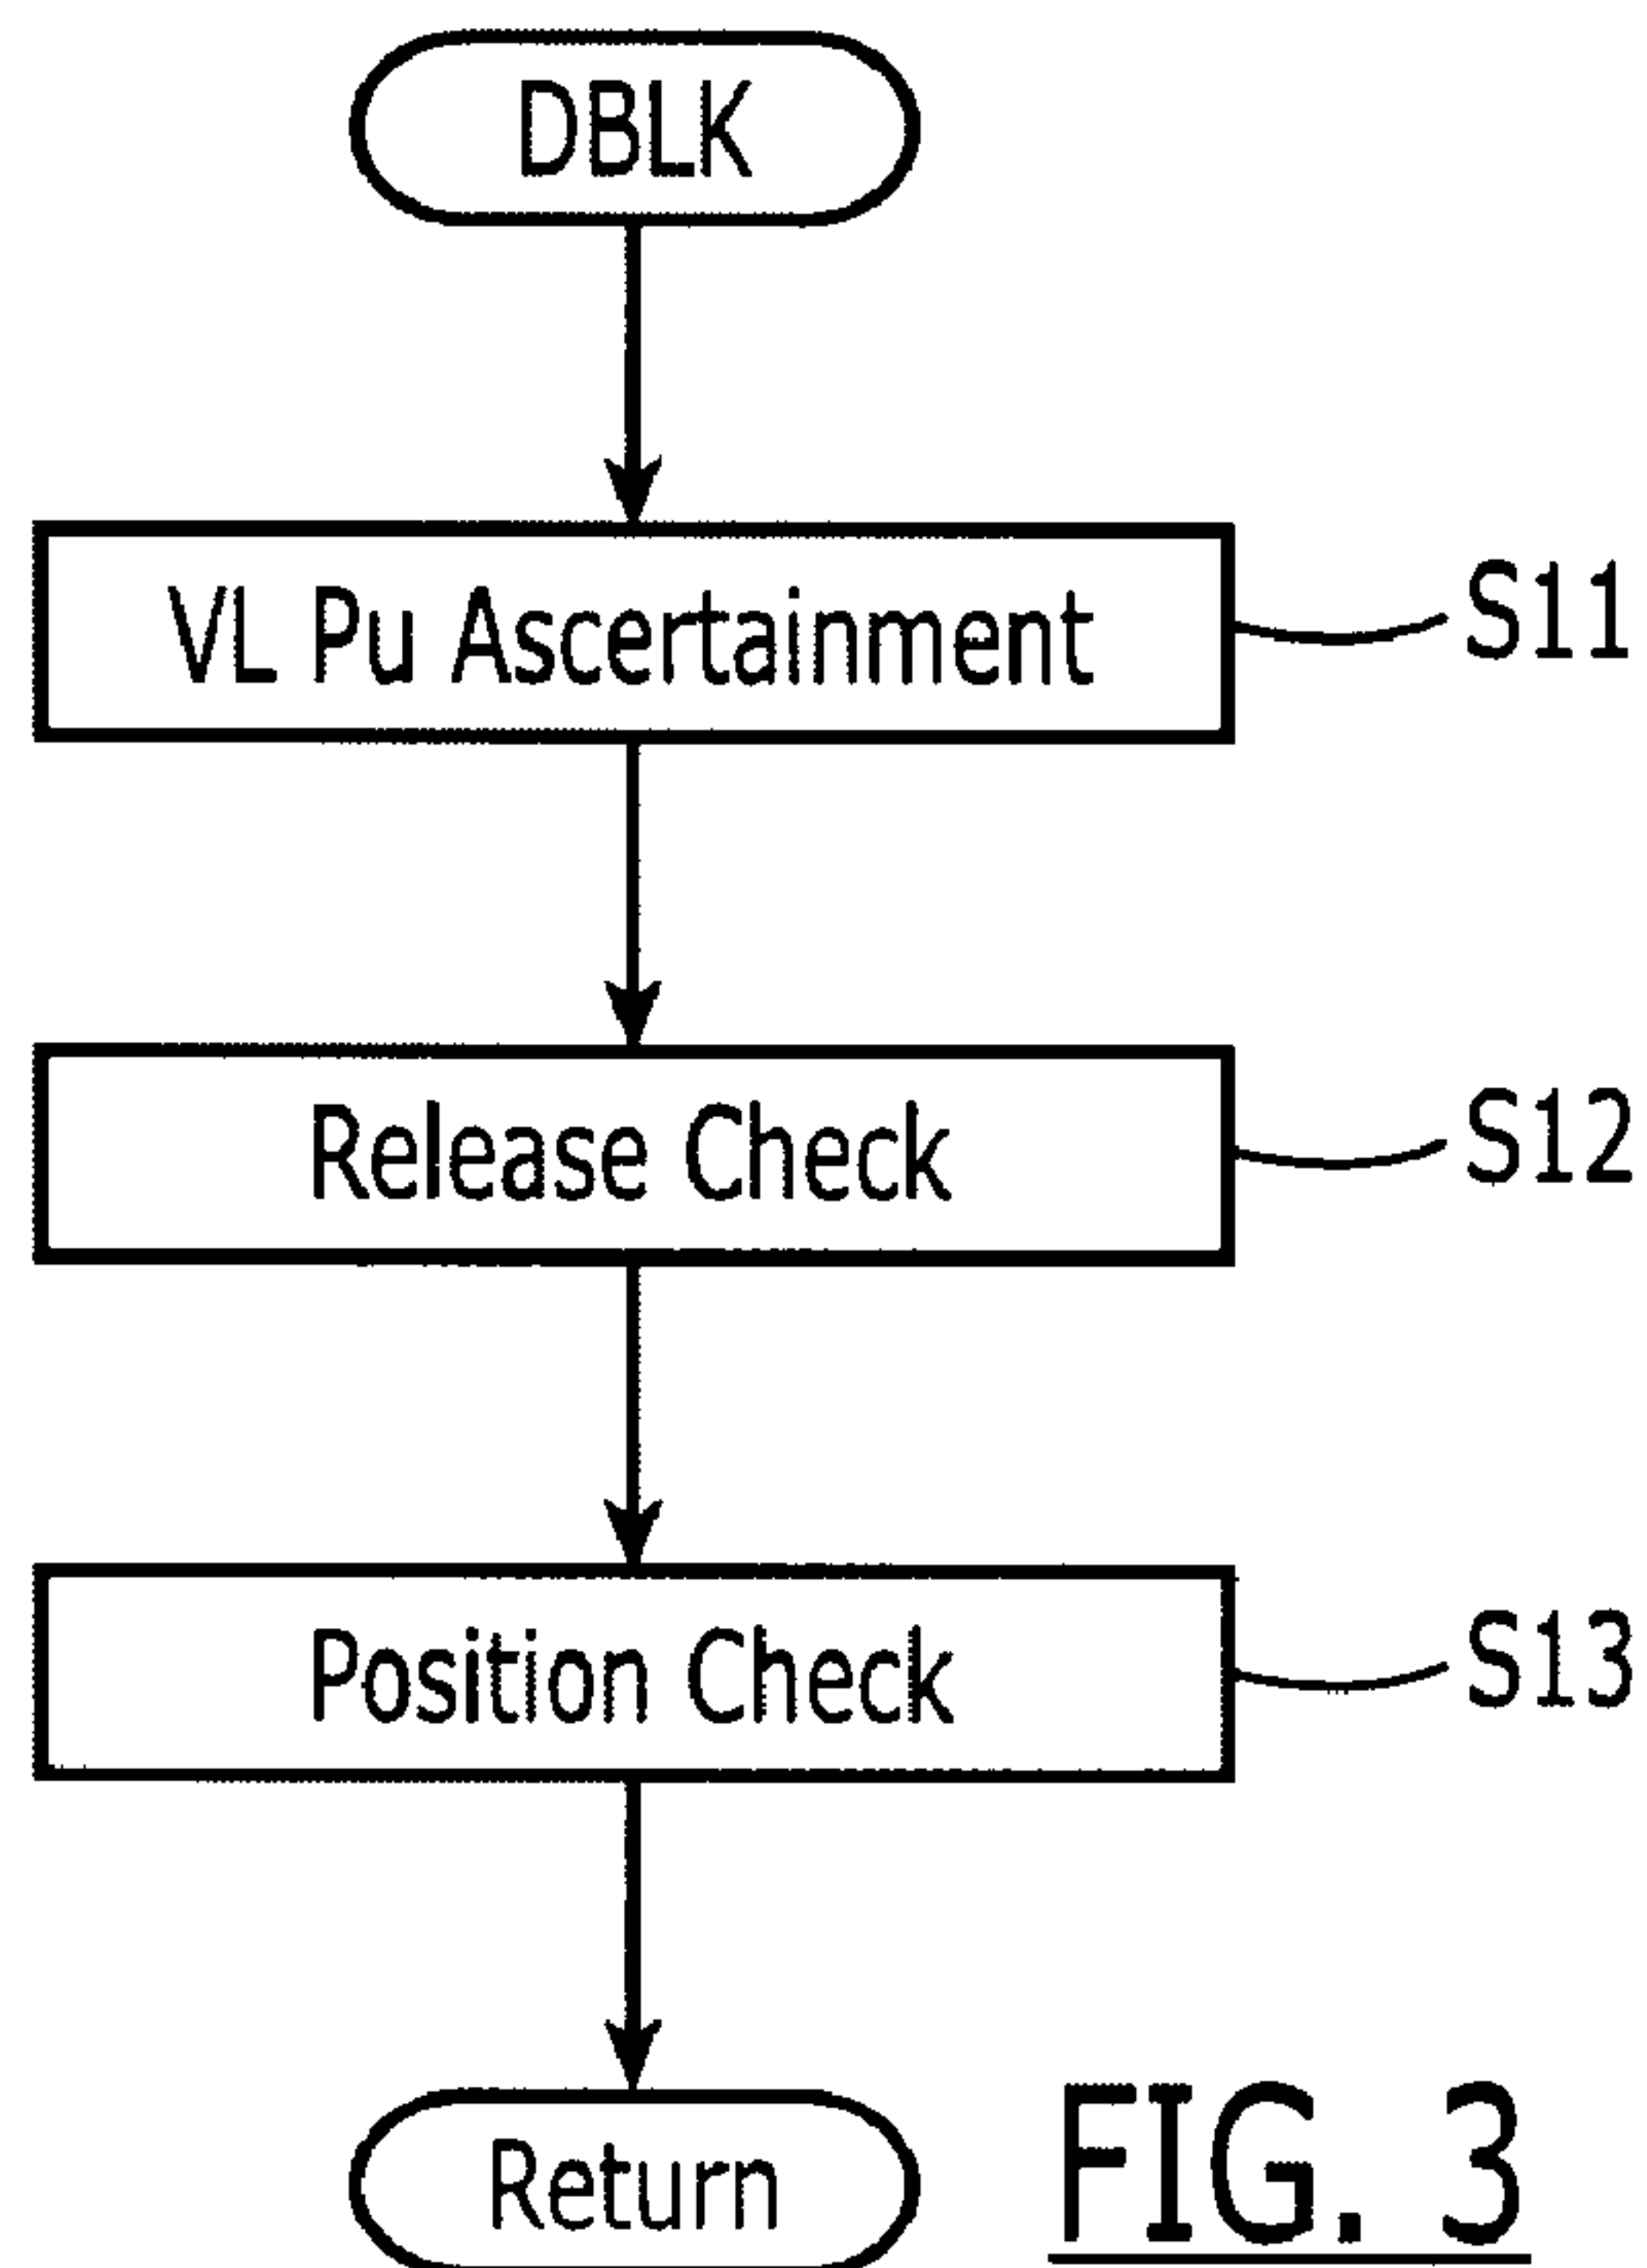 DBLK
VL Pu Ascertainment
S11
Release Check
S12
Position Check
S13
Return
FIG. 3